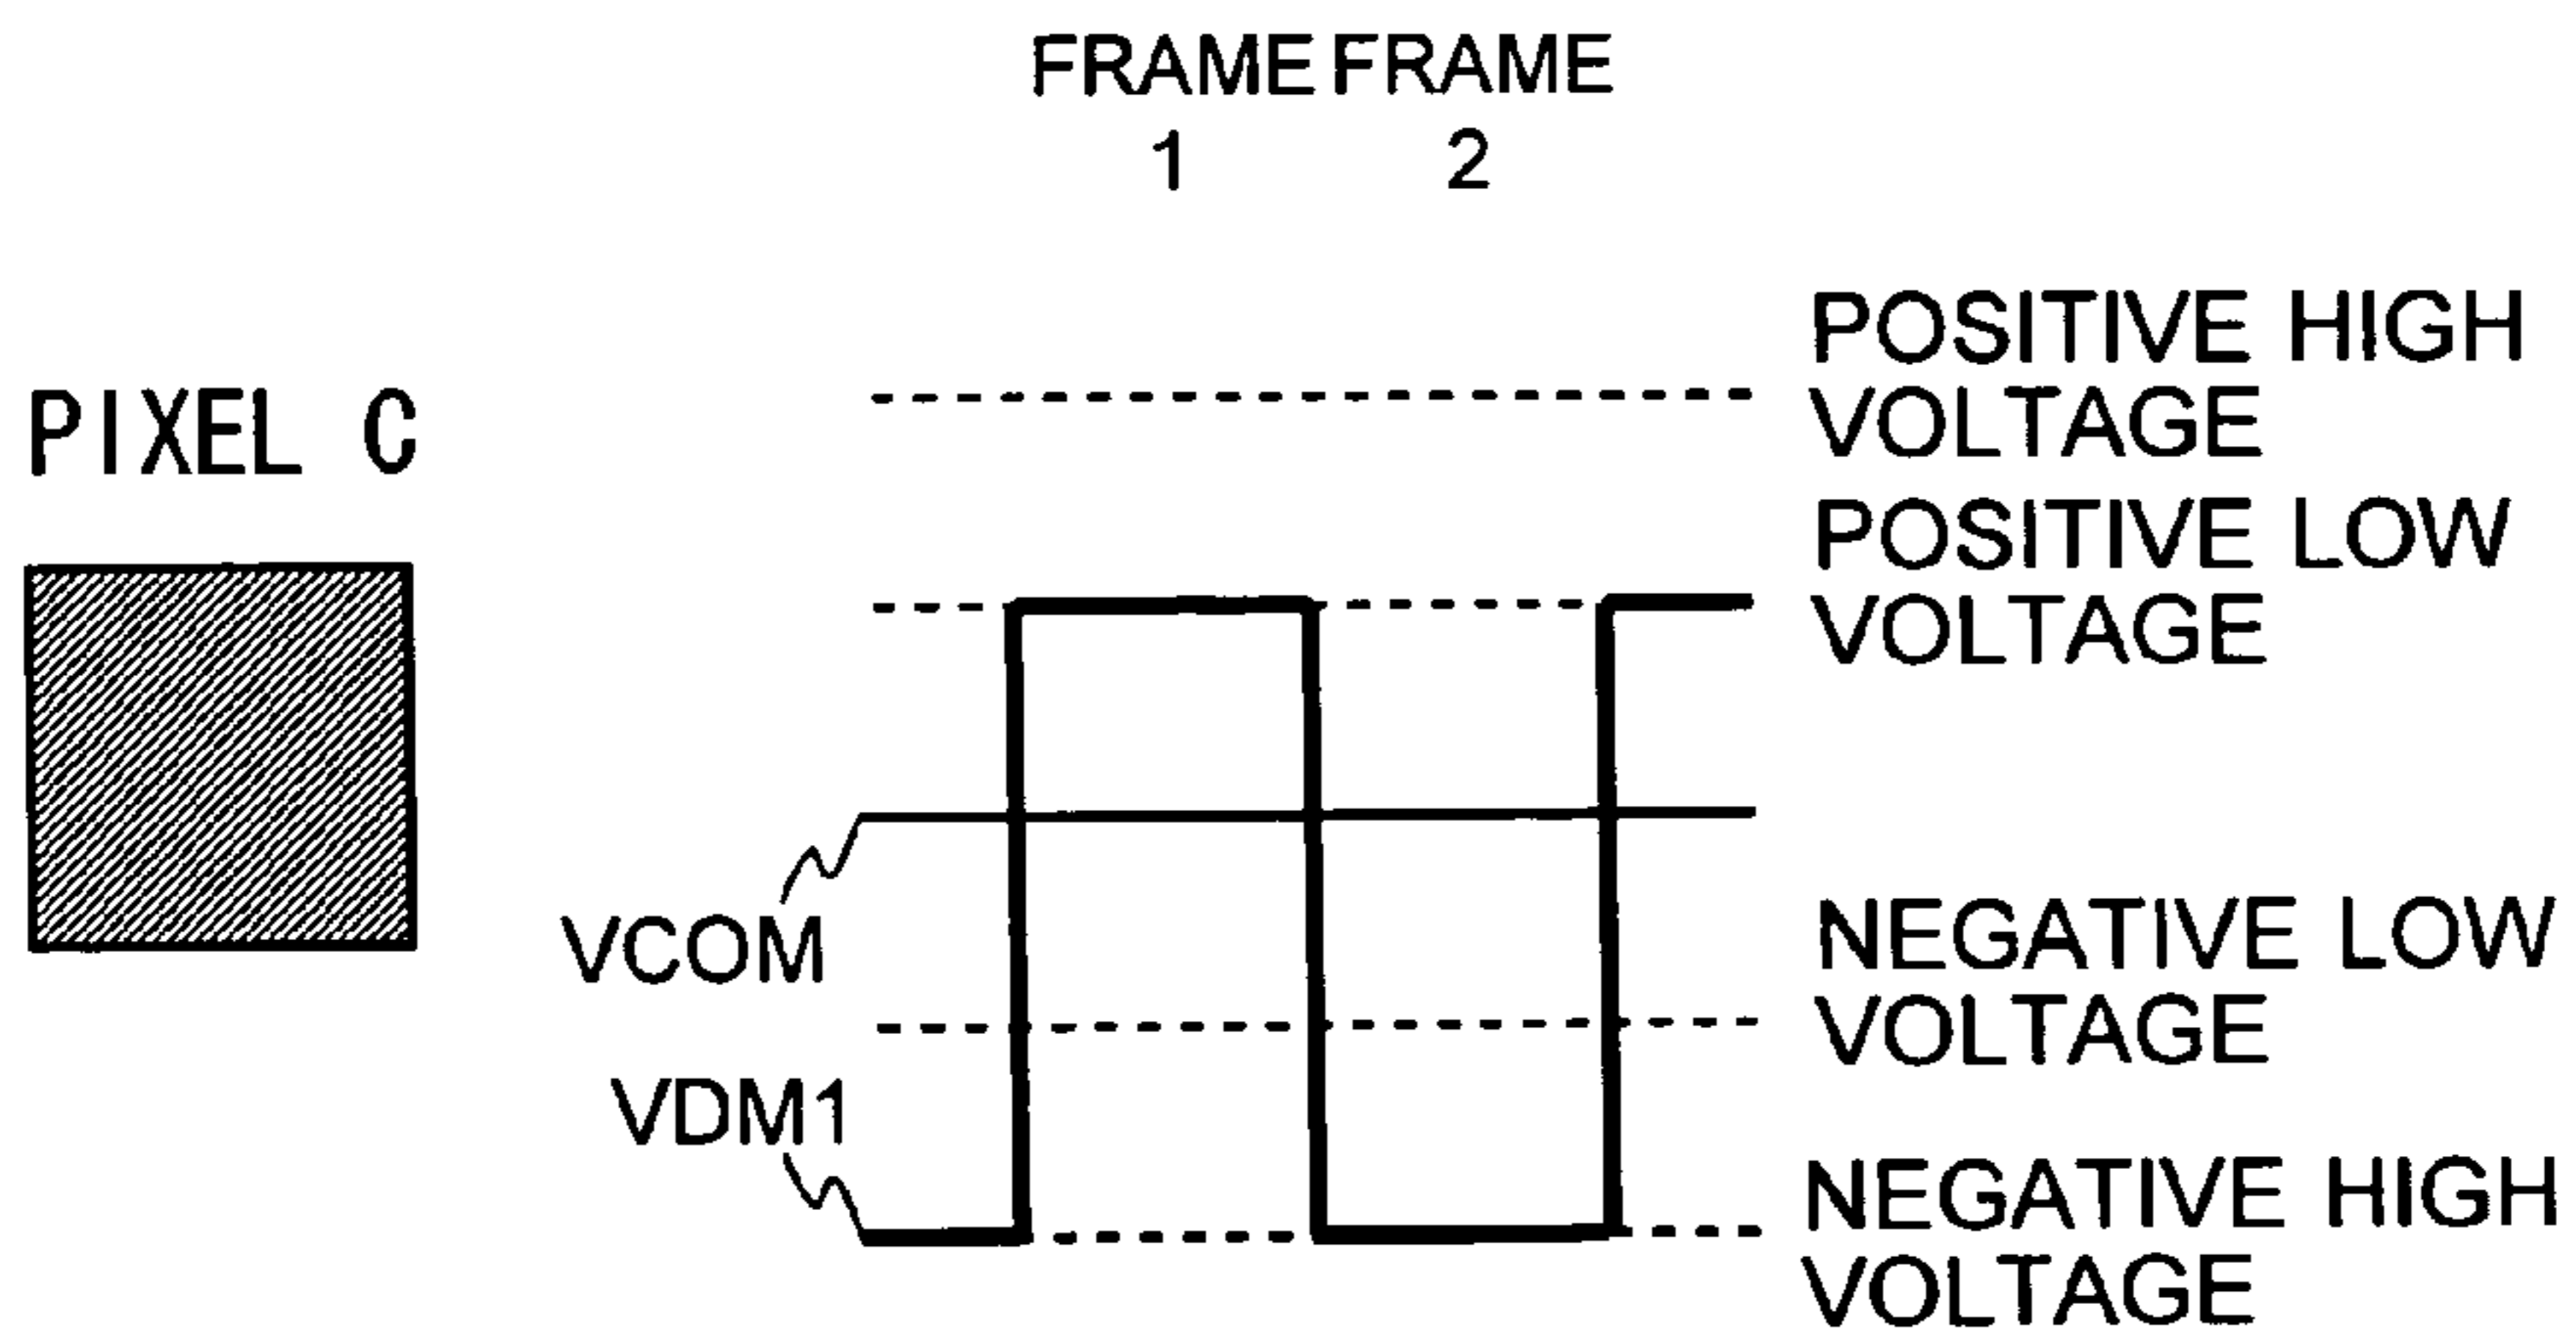 FRAME FRAME
1 2
POSITIVE HIGH
VOLTAGE
PIXEL C
POSITIVE LOW
VOLTAGE
VCOM
NEGATIVE LOW
VOLTAGE
VDM1
NEGATIVE HIGH
VOLTAGE